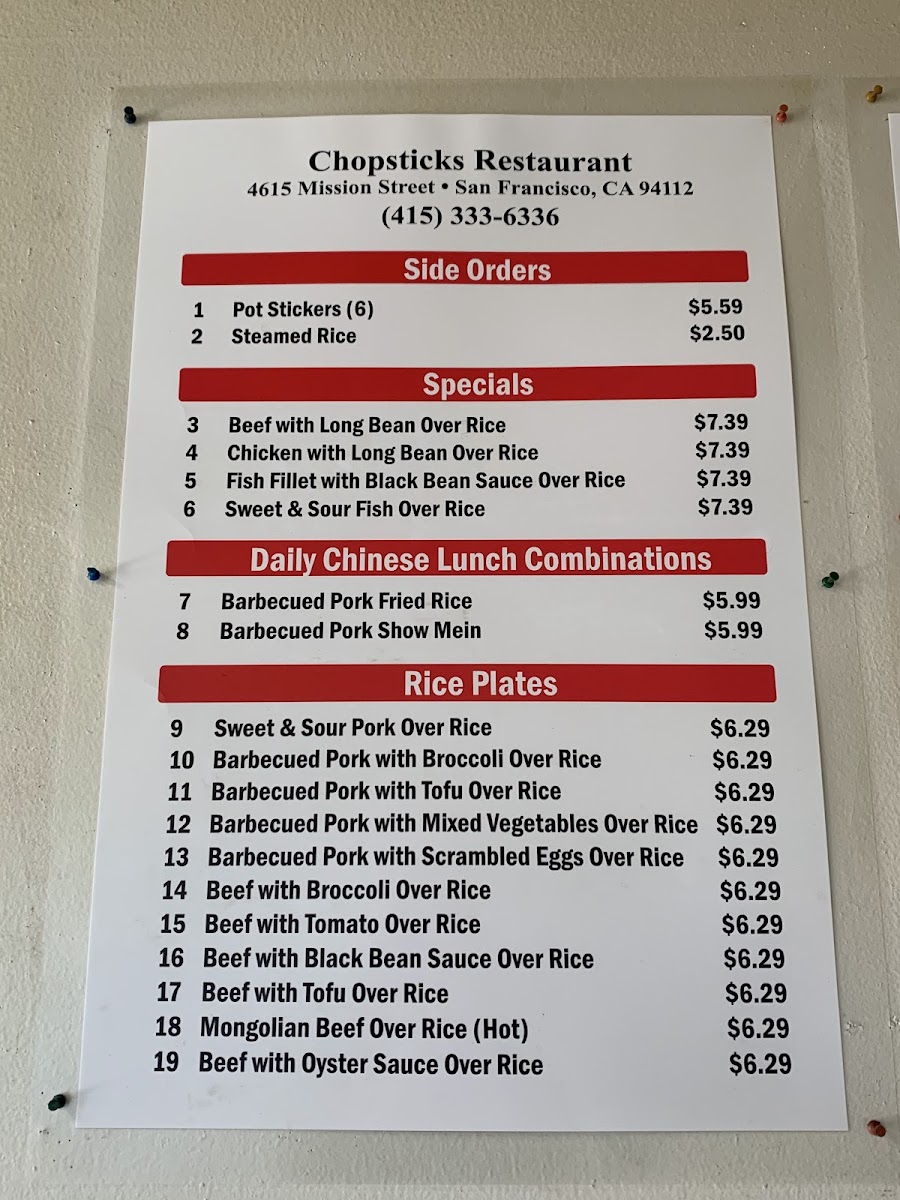 Chopsticks Restaurant
4615 Mission Street • San Francisco, CA 94112
(415) 333-6336
Side Orders
1 Pot Stickers (6) $5.59
2 Steamed Rice $2.50
Specials
3 Beef with Long Bean Over Rice $7.39
4 Chicken with Long Bean Over Rice $7.39
5 Fish Fillet with Black Bean Sauce Over Rice $7.39
6 Sweet & Sour Fish Over Rice $7.39
Daily Chinese Lunch Combinations
7 Barbecued Pork Fried Rice $5.99
8 Barbecued Pork Show Mein $5.99
Rice Plates
9 Sweet & Sour Pork Over Rice $6.29
10 Barbecued Pork with Broccoli Over Rice $6.29
11 Barbecued Pork with Tofu Over Rice $6.29
12 Barbecued Pork with Mixed Vegetables Over Rice $6.29
13 Barbecued Pork with Scrambled Eggs Over Rice $6.29
14 Beef with Broccoli Over Rice $6.29
15 Beef with Tomato Over Rice $6.29
16 Beef with Black Bean Sauce Over Rice $6.29
17 Beef with Tofu Over Rice $6.29
18 Mongolian Beef Over Rice (Hot) $6.29
19 Beef with Oyster Sauce Over Rice $6.29